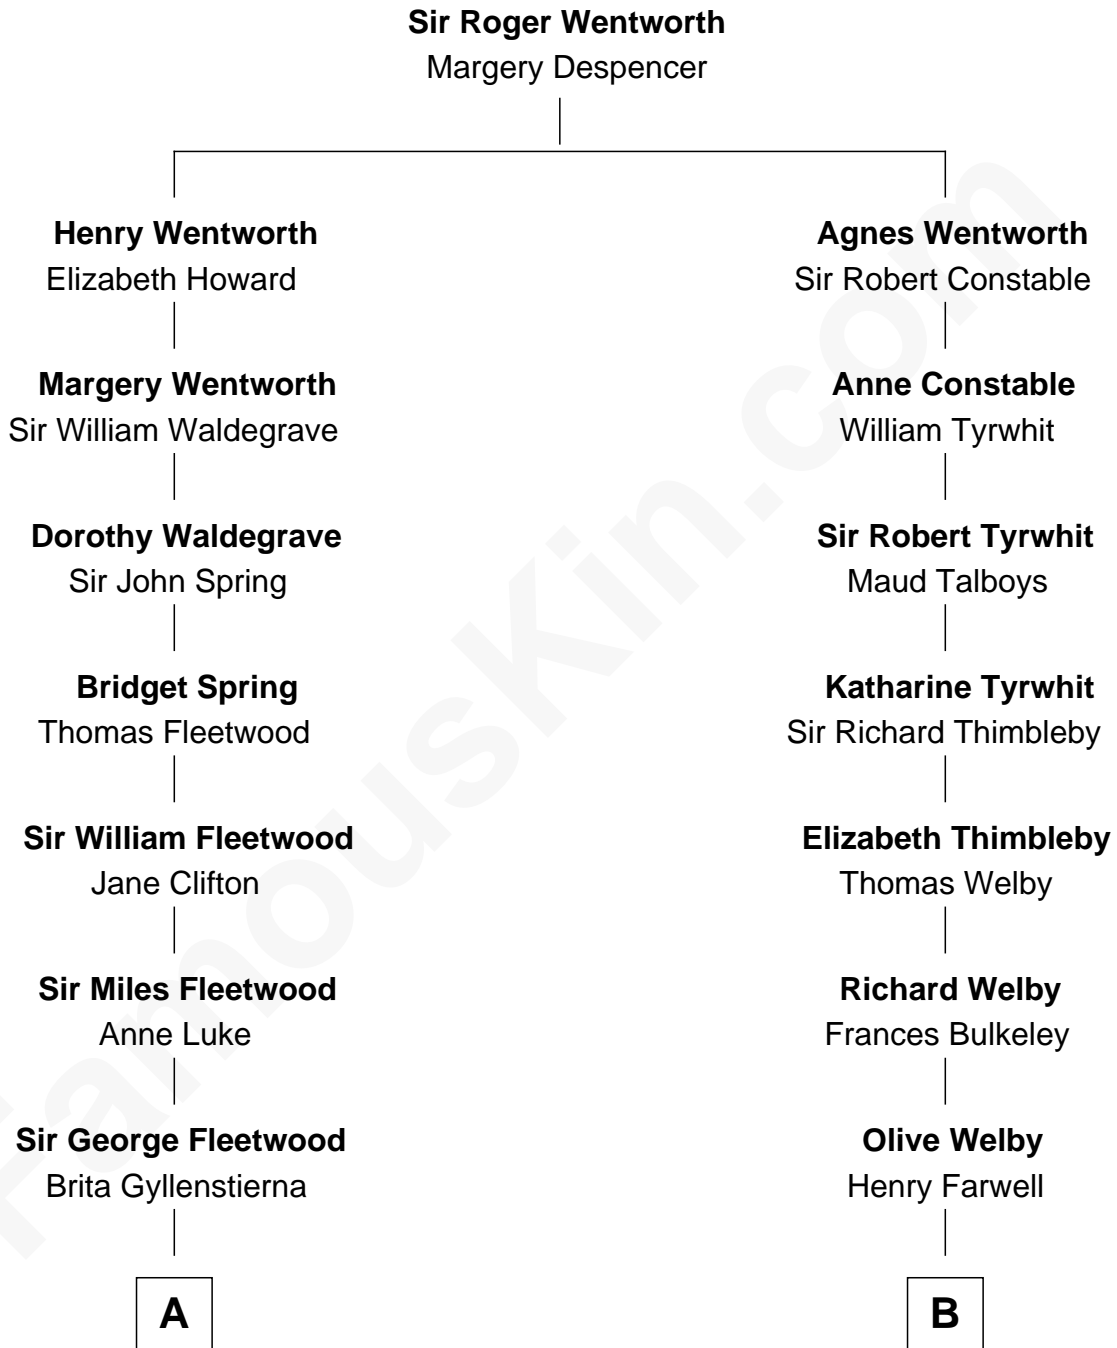 Sir Roger Wentworth
Margery Despencer
Henry Wentworth
Elizabeth Howard
Agnes Wentworth
Sir Robert Constable
Margery Wentworth
Sir William Waldegrave
Anne Constable
William Tyrwhit
Dorothy Waldegrave
Sir John Spring
Sir Robert Tyrwhit
Maud Talboys
Bridget Spring
Thomas Fleetwood
Katharine Tyrwhit
Sir Richard Thimbleby
Sir William Fleetwood
Jane Clifton
Elizabeth Thimbleby
Thomas Welby
Sir Miles Fleetwood
Anne Luke
Richard Welby
Frances Bulkeley
Sir George Fleetwood
Brita Gyllenstierna
Olive Welby
Henry Farwell
A
B
FamousKin.com